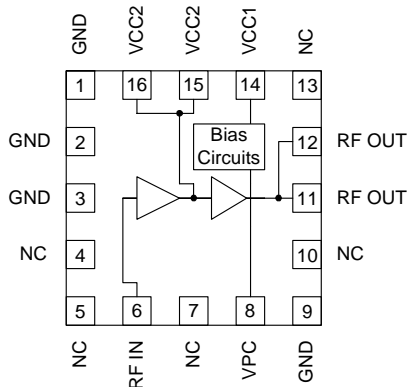 GND
VCC2
VCC2
VCC1
NC
1
16
15
14
13
GND
2
Bias
Circuits
12
RF OUT
GND
3
11
RF OUT
NC
4
10
NC
5
6
7
8
9
NC
RF IN
NC
VPC
GND